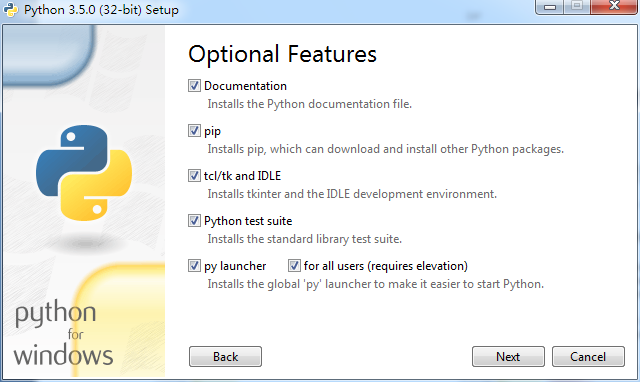 Python 3.5.0 (32-bit) Setup
Optional Features
Documentation
Installs the Python documentation file.
pip
Installs pip, which can download and install other Python packages.
tcl/tk and IDLE
Installs tkinter and the IDLE development environment.
Python test suite
Installs the standard library test suite.
py launcher for all users (requires elevation)
Installs the global 'py' launcher to make it easier to start Python.
python
for
windows
Back Next Cancel